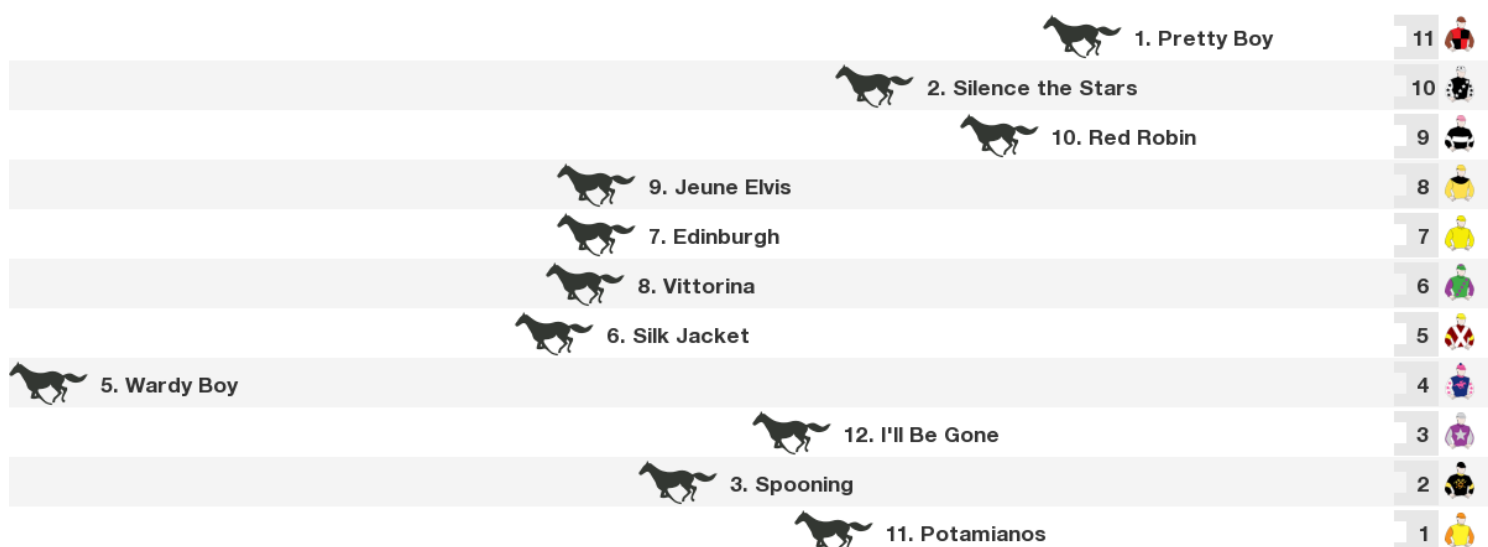 1. Pretty Boy 11
2. Silence the Stars 10
10. Red Robin 9
9. Jeune Elvis 8
7. Edinburgh 7
8. Vittorina 6
6. Silk Jacket 5
5. Wardy Boy 4
12. I'll Be Gone 3
3. Spooning 2
11. Potamianos 1